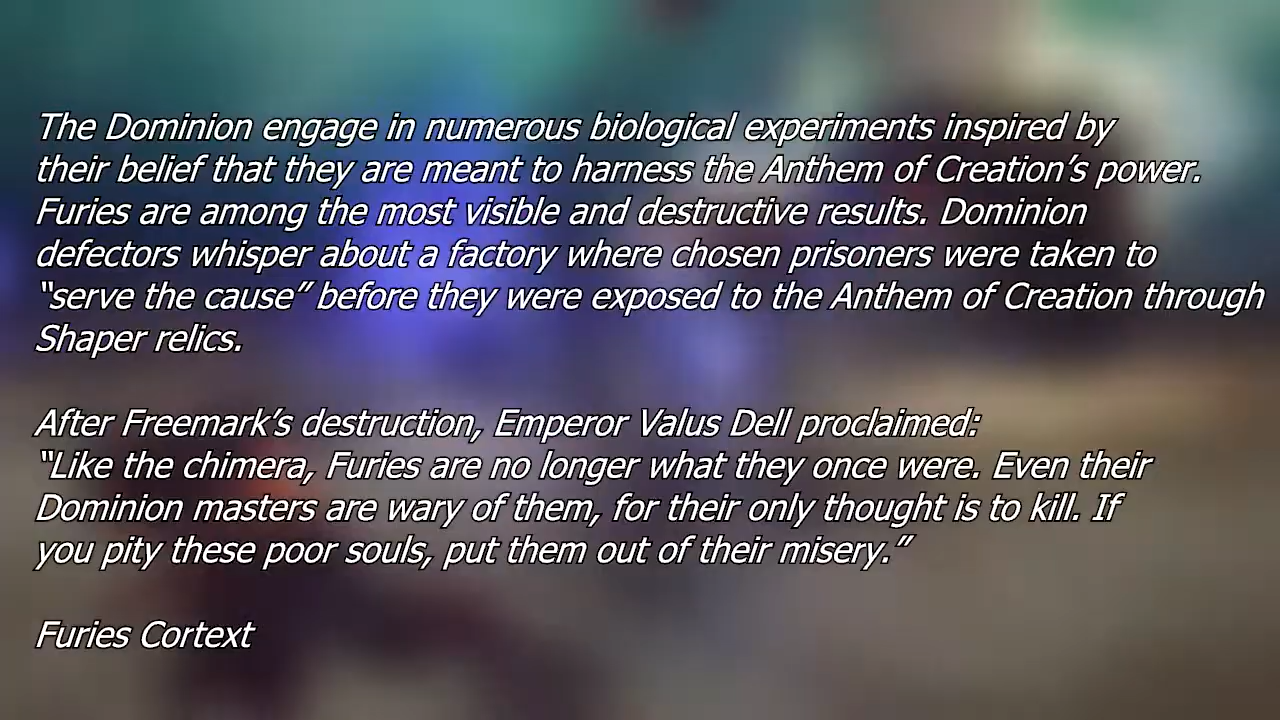 The Dominion engage in numerous biological experiments inspired by
their belief that they are meant to harness the Anthem of Creation’s power.
Furies are among the most visible and destructive results. Dominion
defectors whisper about a factory where chosen prisoners were taken to
“serve the cause” before they were exposed to the Anthem of Creation through
Shaper relics.
After Freemark’s destruction, Emperor Valus Dell proclaimed:
“Like the chimera, Furies are no longer what they once were. Even their
Dominion masters are wary of them, for their only thought is to kill. If
you pity these poor souls, put them out of their misery.”
Furies Cortext